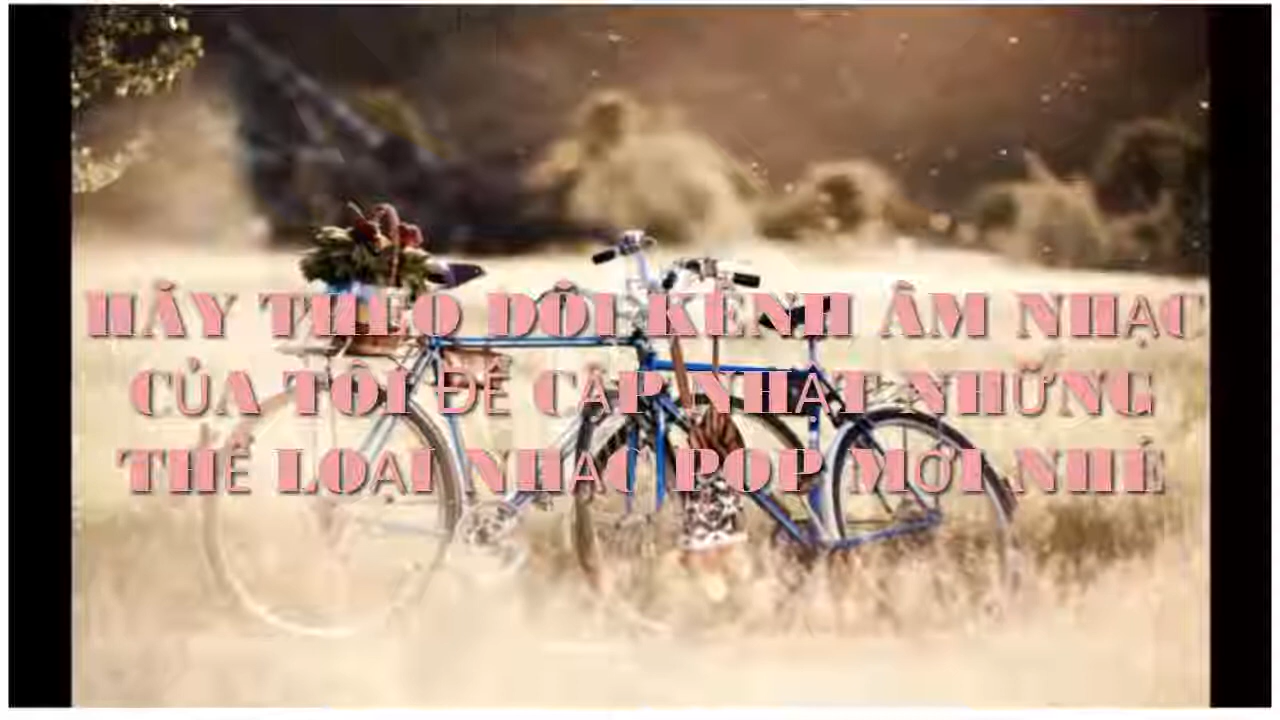 HÃY THEO DÕI KÊNH ÂM NHẠC
CỦA TÔI ĐỂ CẬP NHẬT NHỮNG
THỂ LOẠI NHẠC POP MỚI NHÉ